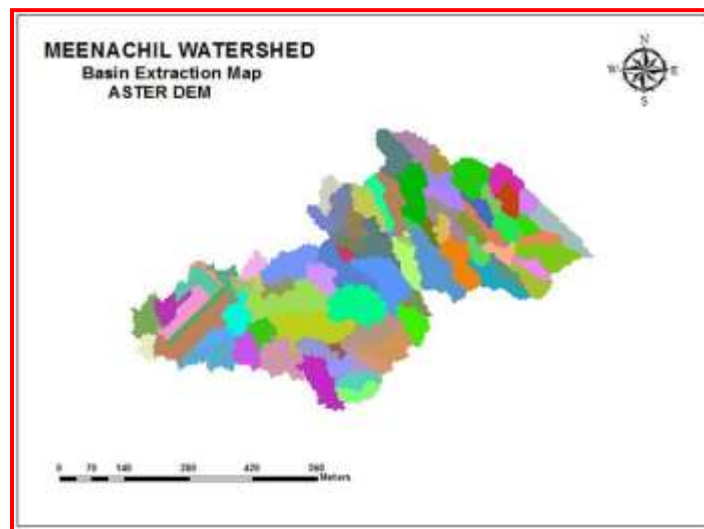 MEENACHIL WATERSHED
Basin Extraction Map
ASTER DEM
N
W E
S
0 70 140 280 420 560
Meters